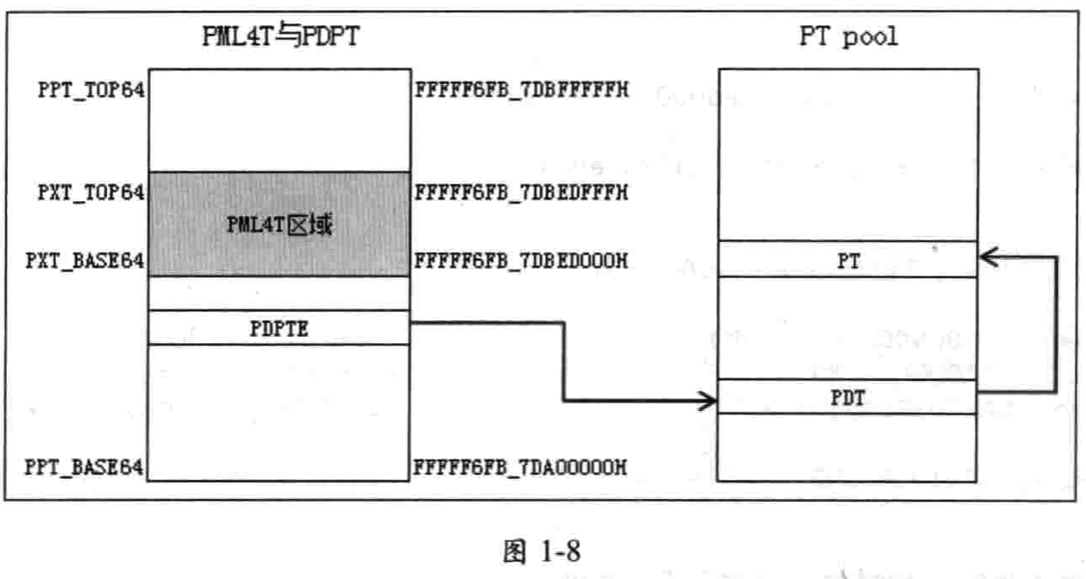 PML4T与PDPT
PT pool
PPT_TOP64
FFFFF6FB_7DBFFFFFH
PXT_TOP64
FFFFF6FB_7DBEDFFFH
PML4T区域
PXT_BASE64
FFFFF6FB_7DBED000H
PT
PDPTE
PDT
PPT_BASE64
FFFFF6FB_7DA00000H
图 1-8